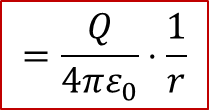 = Q / 4πε₀ · 1 / r